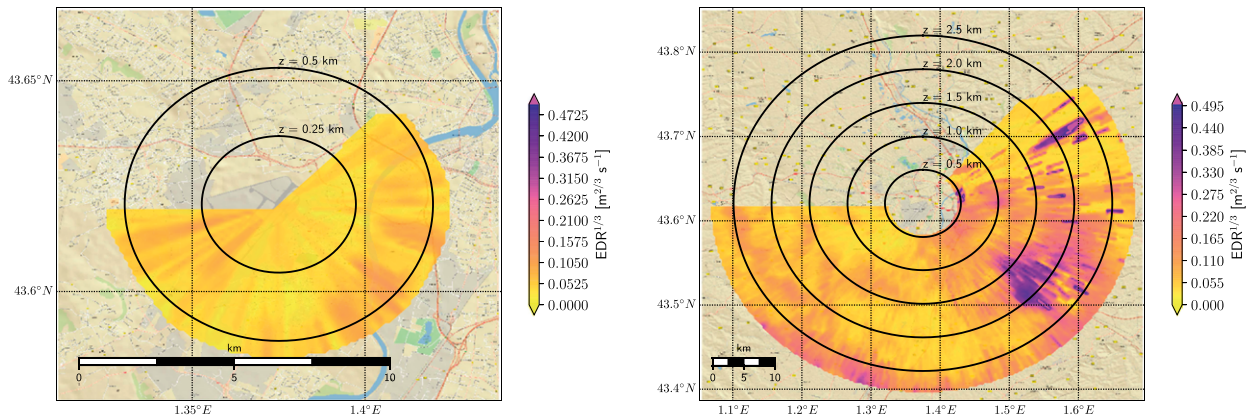 z = 0.5 km
z = 0.25 km
43.65°N
43.6°N
km
0 5 10
1.35°E 1.4°E
0.4725
0.4200
0.3675
0.3150
0.2625
0.2100
0.1575
0.1050
0.0525
0.0000
EDR^{1/3} [m^{2/3} s^{-1}]
z = 2.5 km
z = 2.0 km
z = 1.5 km
z = 1.0 km
z = 0.5 km
43.8°N
43.7°N
43.6°N
43.5°N
43.4°N
km
0 5 10
1.1°E 1.2°E 1.3°E 1.4°E 1.5°E 1.6°E
0.495
0.440
0.385
0.330
0.275
0.220
0.165
0.110
0.055
0.000
EDR^{1/3} [m^{2/3} s^{-1}]